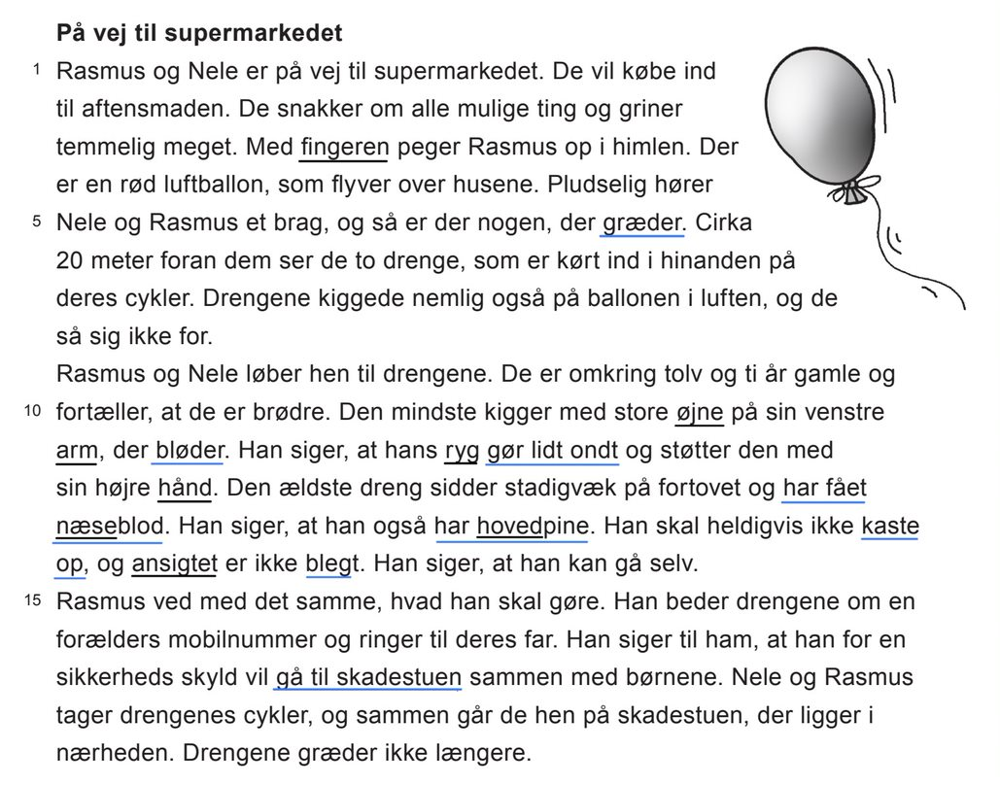 På vej til supermarkedet
1 Rasmus og Nele er på vej til supermarkedet. De vil købe ind
til aftensmaden. De snakker om alle mulige ting og griner
temmelig meget. Med fingeren peger Rasmus op i himlen. Der
er en rød luftballon, som flyver over husene. Pludselig hører
5 Nele og Rasmus et brag, og så er der nogen, der græder. Cirka
20 meter foran dem ser de to drenge, som er kørt ind i hinanden på
deres cykler. Drengene kiggede nemlig også på ballonen i luften, og de
så sig ikke for.
Rasmus og Nele løber hen til drengene. De er omkring tolv og ti år gamle og
10 fortæller, at de er brødre. Den mindste kigger med store øjne på sin venstre
arm, der bløder. Han siger, at hans ryg gør lidt ondt og støtter den med
sin højre hånd. Den ældste dreng sidder stadigvæk på fortovet og har fået
næseblod. Han siger, at han også har hovedpine. Han skal heldigvis ikke kaste
op, og ansigtet er ikke blegt. Han siger, at han kan gå selv.
15 Rasmus ved med det samme, hvad han skal gøre. Han beder drengene om en
forælders mobilnummer og ringer til deres far. Han siger til ham, at han for en
sikkerheds skyld vil gå til skadestuen sammen med børnene. Nele og Rasmus
tager drengenes cykler, og sammen går de hen på skadestuen, der ligger i
nærheden. Drengene græder ikke længere.